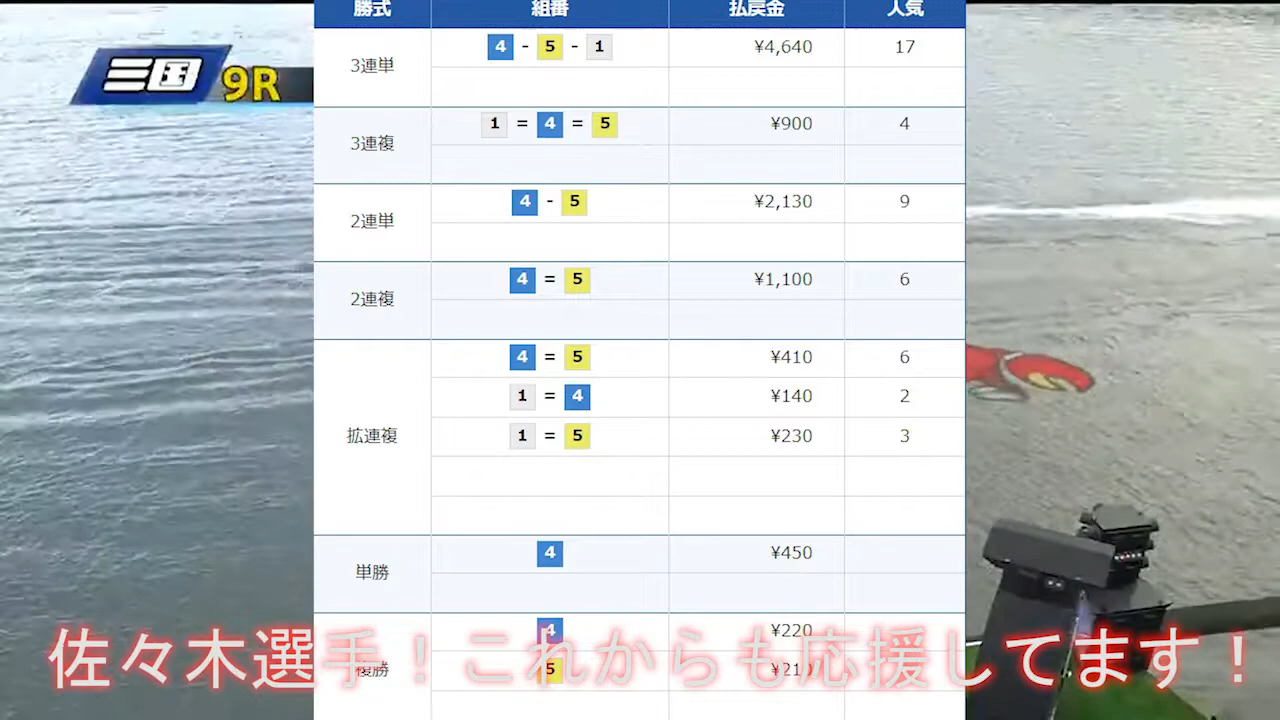 勝式 組番 払戻金 人気
三国 9R
3連単 4 - 5 - 1 ¥4,640 17
3連複 1 = 4 = 5 ¥900 4
2連単 4 - 5 ¥2,130 9
2連複 4 = 5 ¥1,100 6
拡連複 4 = 5 ¥410 6
1 = 4 ¥140 2
1 = 5 ¥230 3
単勝 4 ¥450
複勝 4 ¥220
5 ¥210
佐々木選手！これからも応援してます！